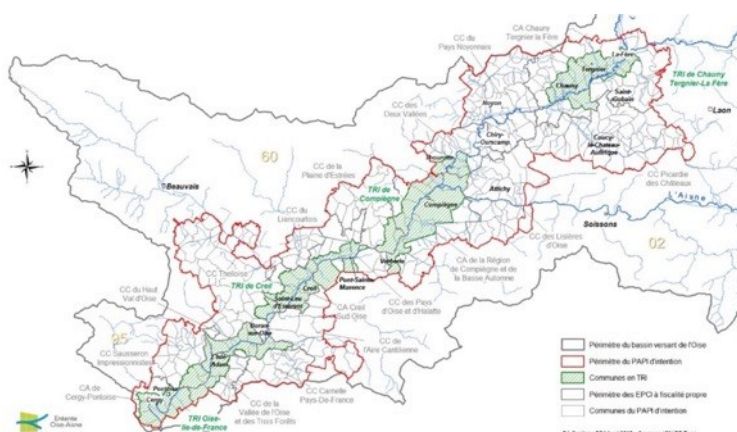 CA Chauny
Tergnier la Fère
CC du
Pays Noyonnais
La-Fère
TRI de Chauny
Tergnier-La Fère
Tergnier
Chauny
Saint-
Gobain
Laon
Noyon
CC des
Deux Vallées
Chiry-
Ourscamp
Coucy-
le-Chateau-
Auffrique
60
CC de la
Plaine d'Estrées
Thourotte
CC Picardie
des Châteaux
Beauvais
TRI de
Compiègne
Attichy
L'Aisne
Compiègne
CC du
Liancourtois
Soissons
CC des Lisières
d'Oise
02
CC Thelloise
Verberie
CA de la Région
de Compiègne et de
la Basse Automne
CC du Haut
Val d'Oise
TRI de Creil
Creil
Pont-Sainte-
Maxence
Saint-Leu
d'Esserent
CC des Pays
d'Oise et d'Halatte
CA Creil
Sud Oise
95
Boran
sur-Oise
CC de
l'Aire Cantilienne
CC Sausseron
Impressionnistes
L'Isle-
Adam
CC Carnelle
Pays-De-France
CA de
Cergy-Pontoise
Pontoise
Cergy
CC de la
Vallée de l'Oise
et des Trois Forêts
TRI Oise-
Ile-de-France
Entente
Oise-Aisne
Périmètre du bassin versant de l'Oise
Périmètre du PAPI d'intention
Communes en TRI
Périmètre des EPCI à fiscalité propre
Communes du PAPI d'intention